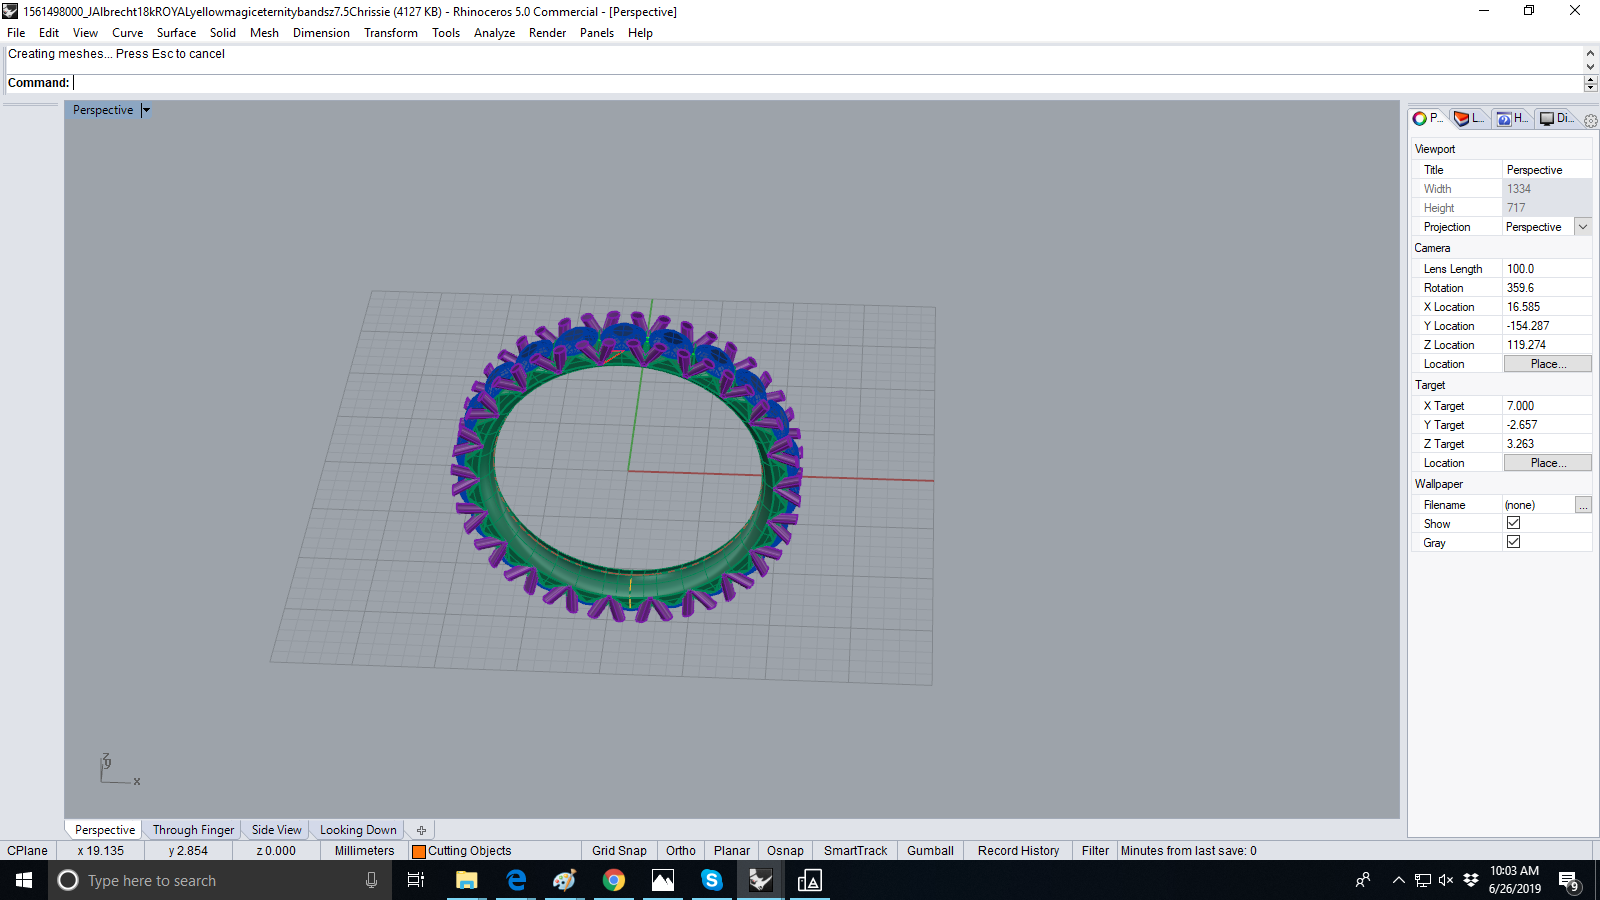 1561498000_JAlbrecht18kROYALyellowmagiceternitybandsz7.5Chrissie (4127 KB) - Rhinoceros 5.0 Commercial - [Perspective]
File Edit View Curve Surface Solid Mesh Dimension Transform Tools Analyze Render Panels Help
Creating meshes... Press Esc to cancel
Command:
Perspective
P... L... H... Di...
Viewport
Title Perspective
Width 1334
Height 717
Projection Perspective
Camera
Lens Length 100.0
Rotation 359.6
X Location 16.585
Y Location -154.287
Z Location 119.274
Location Place...
Target
X Target 7.000
Y Target -2.657
Z Target 3.263
Location Place...
Wallpaper
Filename (none) ...
Show
Gray
z
y
x
Perspective Through Finger Side View Looking Down
CPlane x 19.135 y 2.854 z 0.000 Millimeters Cutting Objects Grid Snap Ortho Planar Osnap SmartTrack Gumball Record History Filter Minutes from last save: 0
Type here to search
10:03 AM
6/26/2019
9